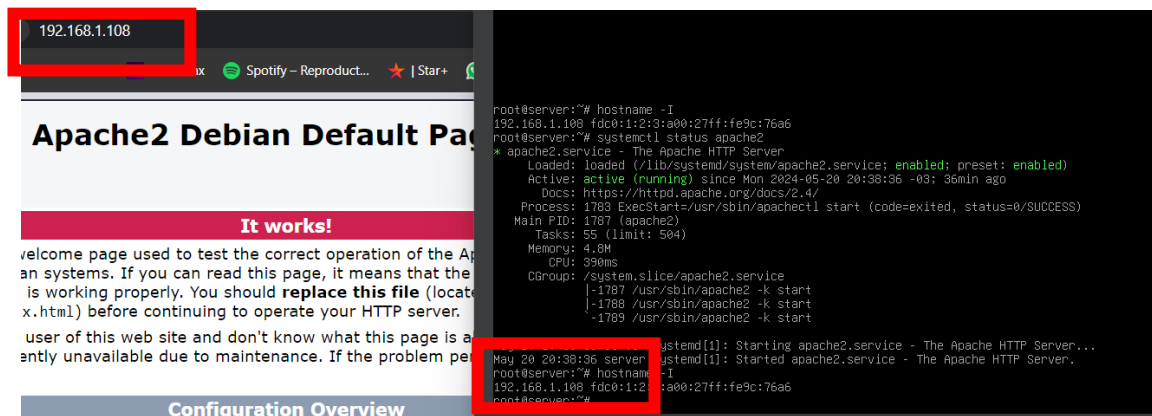 192.168.1.108
Spotify – Reproduct... | Star+
Apache2 Debian Default Pa
It works!
welcome page used to test the correct operation of the Ap
an systems. If you can read this page, it means that the
is working properly. You should replace this file (locate
x.html) before continuing to operate your HTTP server.
user of this web site and don't know what this page is a
ently unavailable due to maintenance. If the problem per
Configuration Overview
root@server:~# hostname -I
192.168.1.108 fdc0:1:2:3:a00:27ff:fe9c:76a6
root@server:~# systemctl status apache2
* apache2.service - The Apache HTTP Server
Loaded: loaded (/lib/systemd/system/apache2.service; enabled; preset: enabled)
Active: active (running) since Mon 2024-05-20 20:38:36 -03; 36min ago
Docs: https://httpd.apache.org/docs/2.4/
Process: 1783 ExecStart=/usr/sbin/apachectl start (code=exited, status=0/SUCCESS)
Main PID: 1787 (apache2)
Tasks: 55 (limit: 504)
Memory: 4.8M
CPU: 390ms
CGroup: /system.slice/apache2.service
|-1787 /usr/sbin/apache2 -k start
|-1788 /usr/sbin/apache2 -k start
`-1789 /usr/sbin/apache2 -k start
ystemd[1]: Starting apache2.service - The Apache HTTP Server...
May 20 20:38:36 server ystemd[1]: Started apache2.service - The Apache HTTP Server.
root@server:~# hostname -I
192.168.1.108 fdc0:1:2 :a00:27ff:fe9c:76a6
root@server:~#